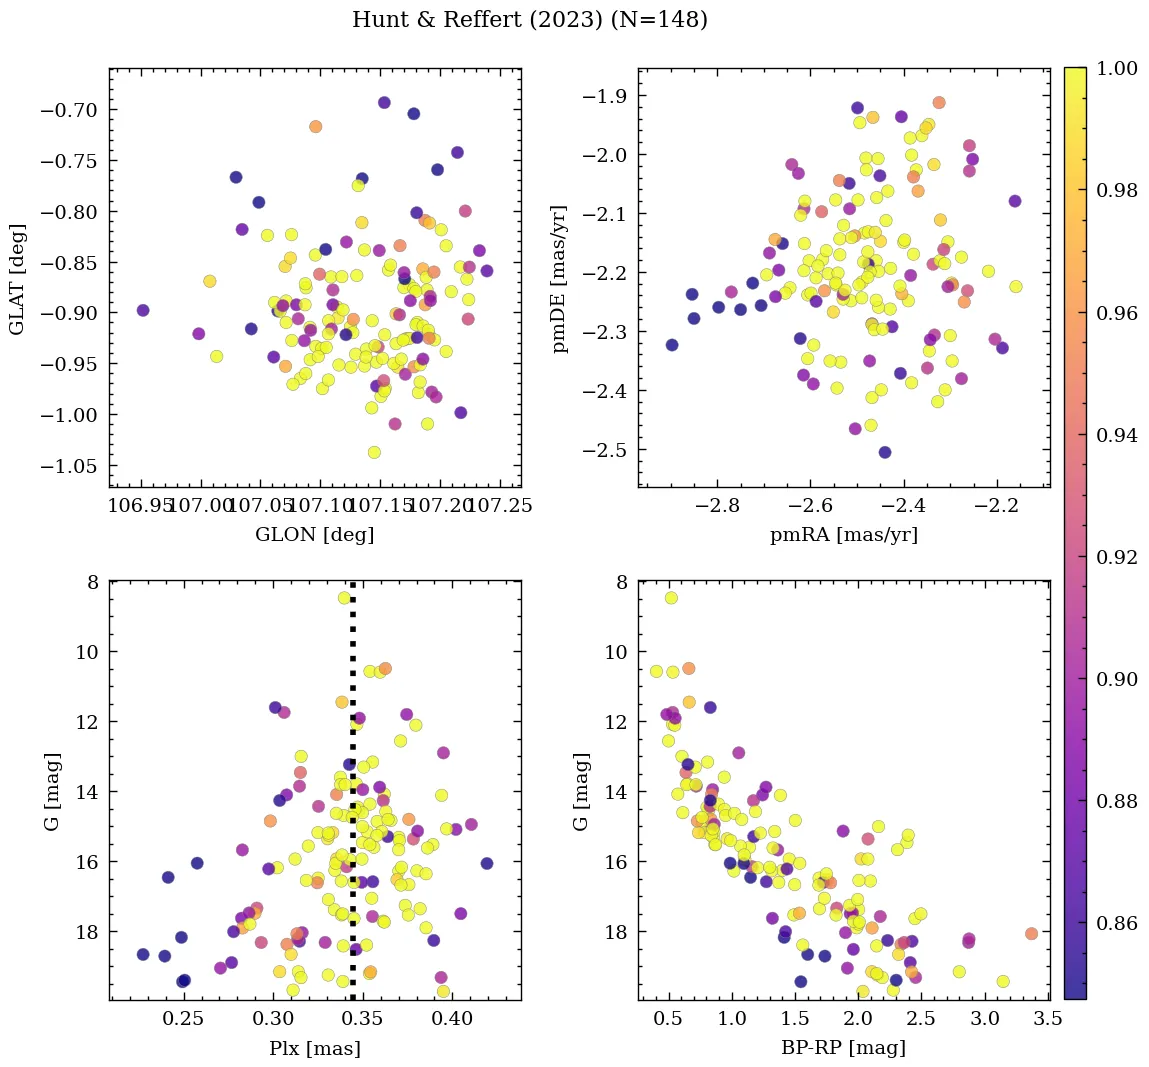 Hunt & Reffert (2023) (N=148)
−0.70
−0.75
−0.80
−0.85
−0.90
−0.95
−1.00
−1.05
GLAT [deg]
106.95 107.00 107.05 107.10 107.15 107.20 107.25
GLON [deg]
−1.9
−2.0
−2.1
−2.2
−2.3
−2.4
−2.5
pmDE [mas/yr]
−2.8 −2.6 −2.4 −2.2
pmRA [mas/yr]
8
10
12
14
16
18
G [mag]
0.25 0.30 0.35 0.40
Plx [mas]
8
10
12
14
16
18
G [mag]
0.5 1.0 1.5 2.0 2.5 3.0 3.5
BP-RP [mag]
1.00
0.98
0.96
0.94
0.92
0.90
0.88
0.86